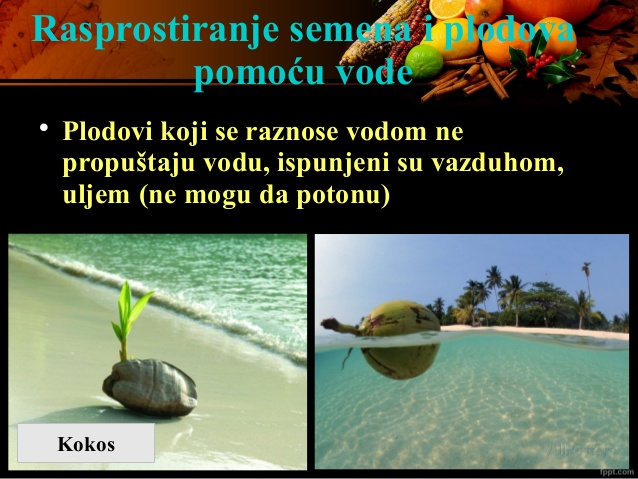 Rasprostiranje semena i plodova
pomoću vode
• Plodovi koji se raznose vodom ne
propuštaju vodu, ispunjeni su vazduhom,
uljem (ne mogu da potonu)
Kokos
fppt.com